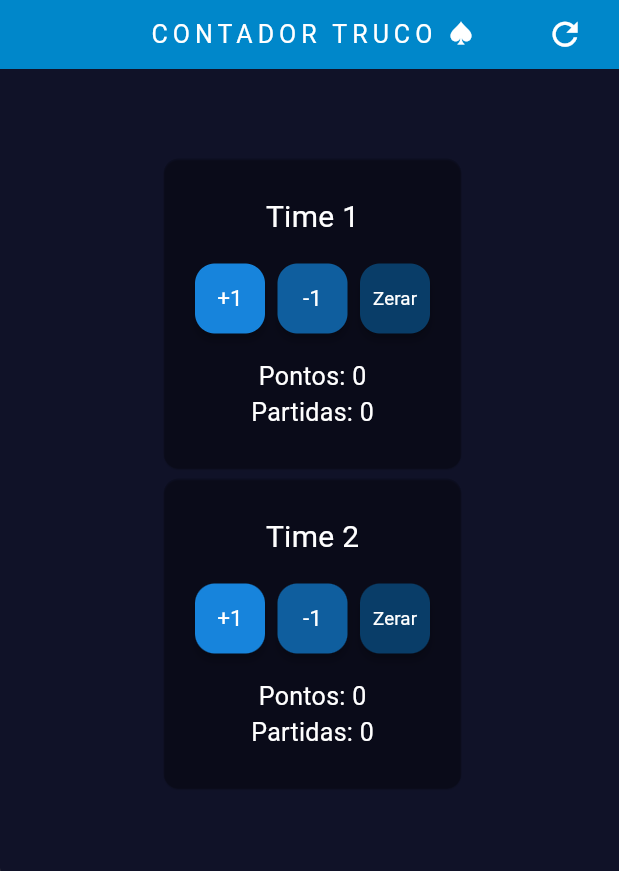 CONTADOR TRUCO ♠
Time 1
+1 -1 Zerar
Pontos: 0
Partidas: 0
Time 2
+1 -1 Zerar
Pontos: 0
Partidas: 0